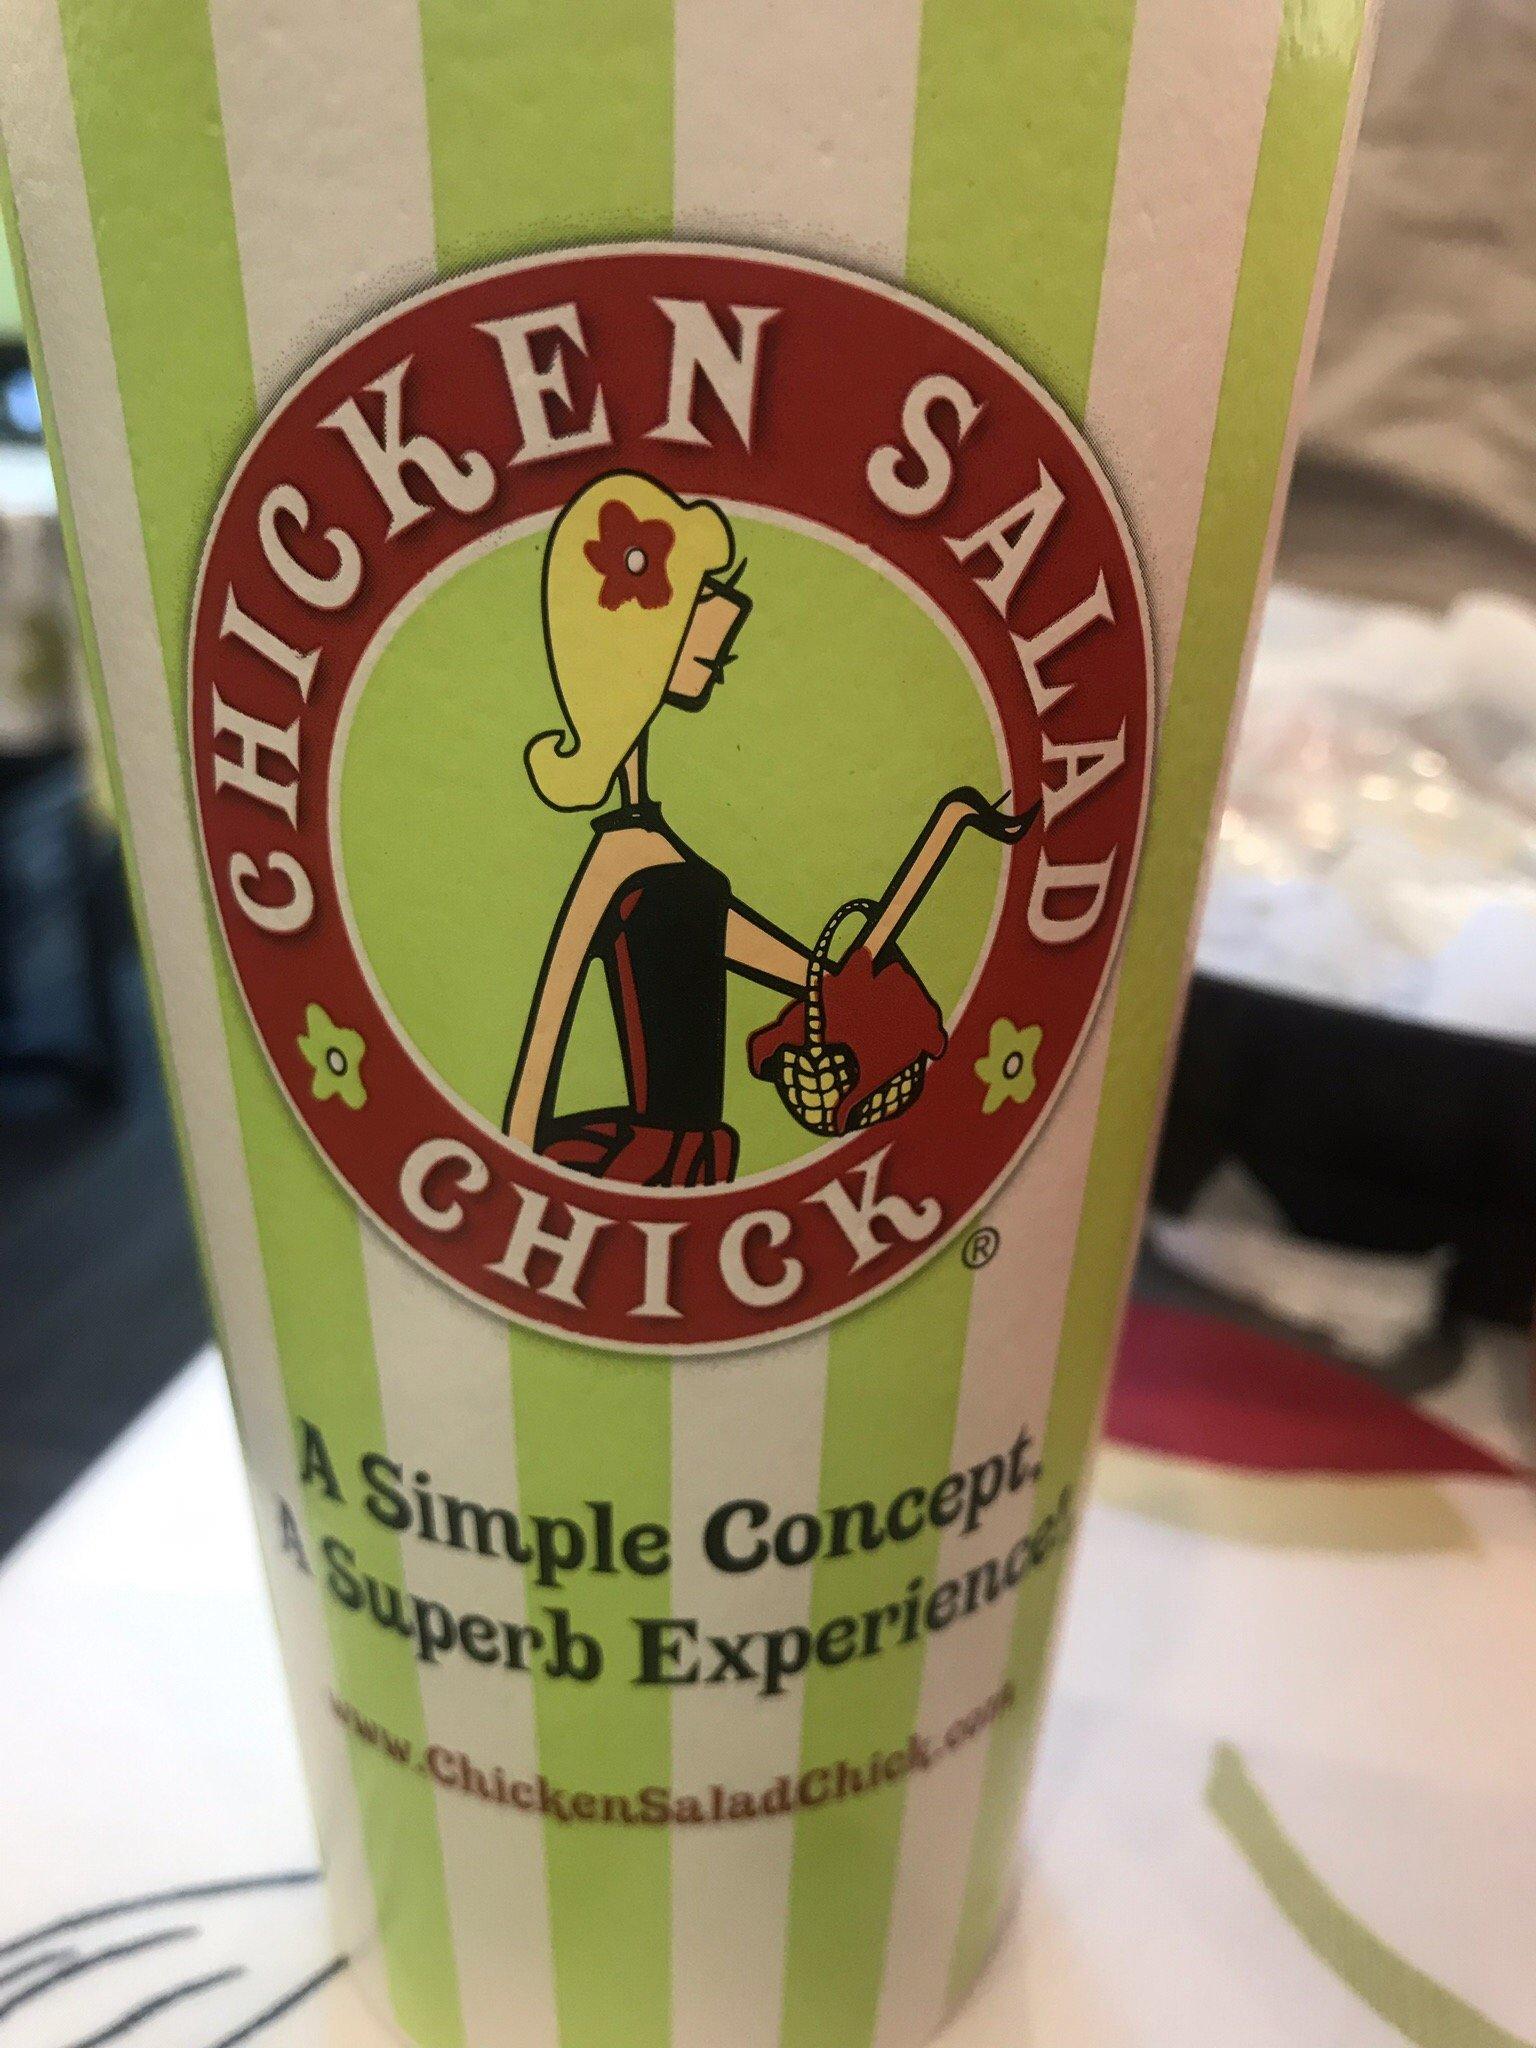 CHICKEN SALAD
CHICK
®
A Simple Concept.
A Superb Experience!
www.ChickenSaladChick.com